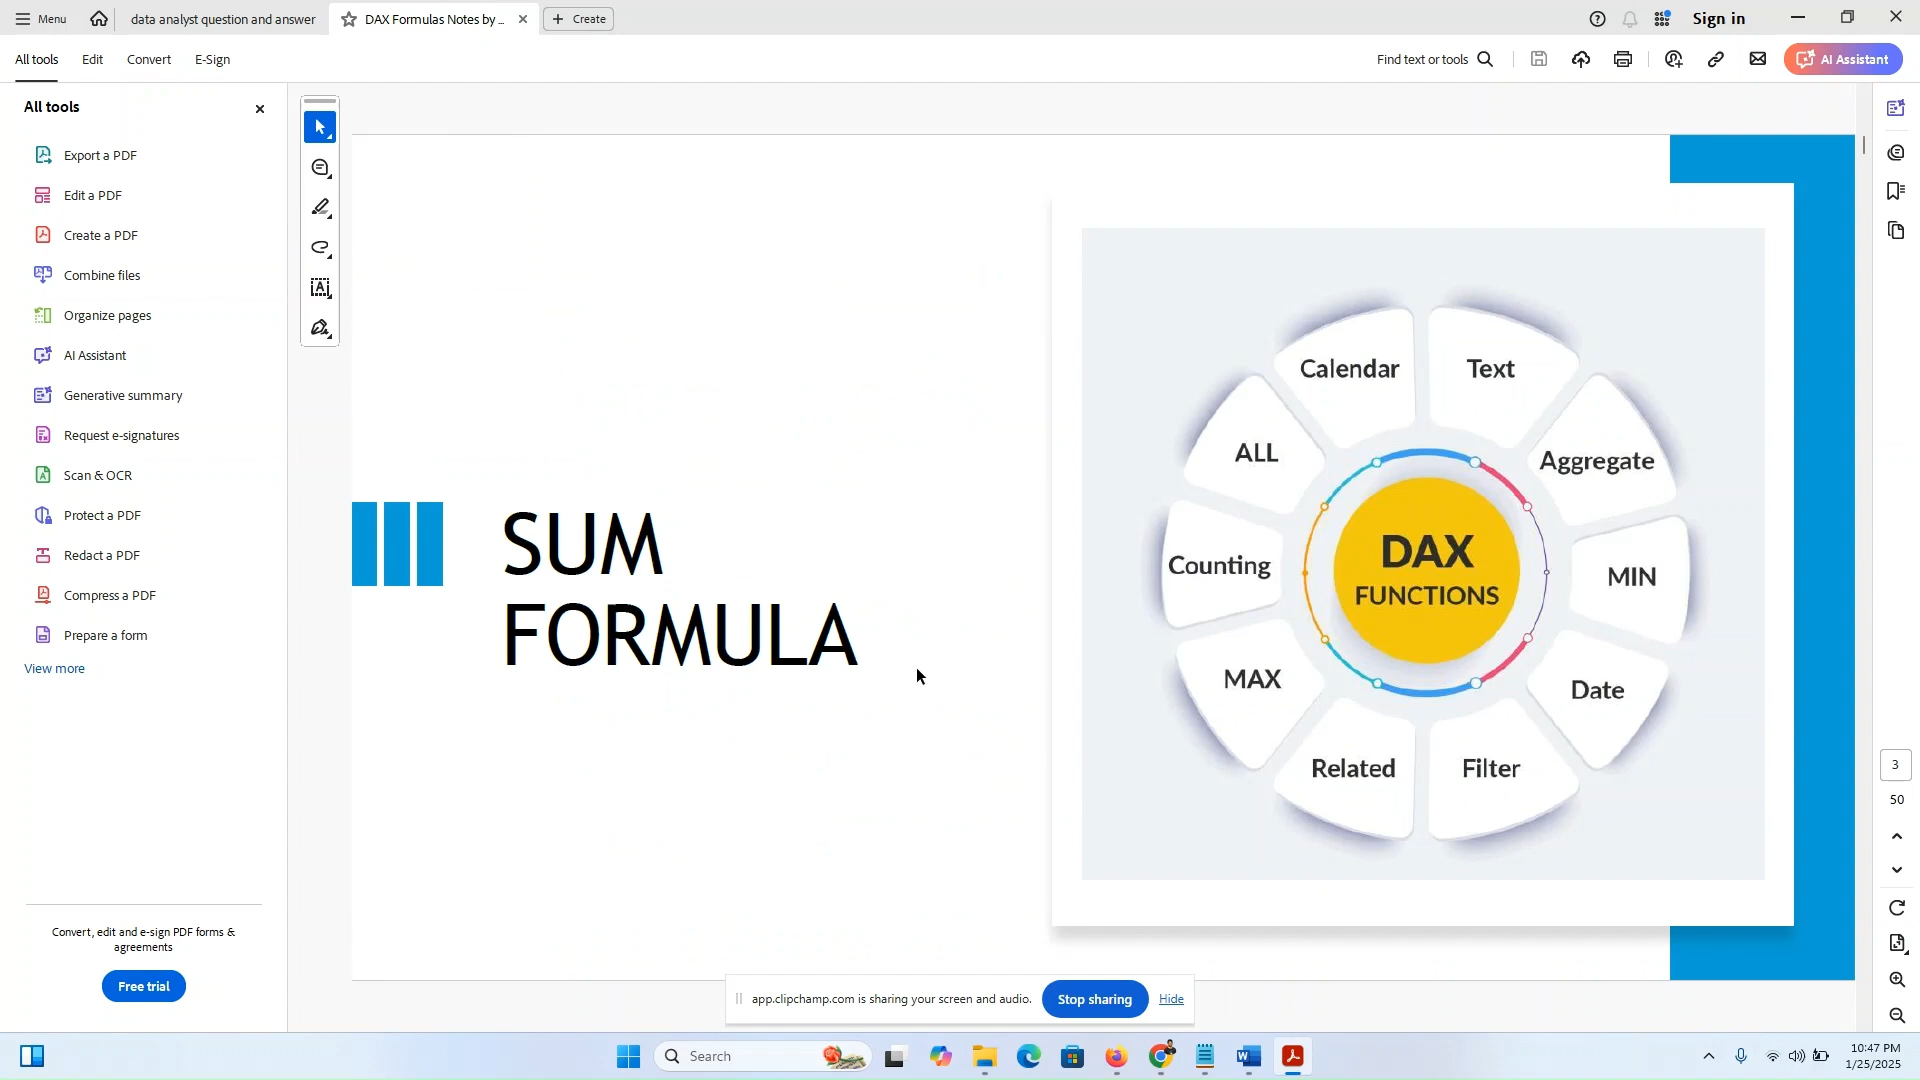 Menu
data analyst question and answer
DAX Formulas Notes by ...
Create
Sign in
All tools
Edit
Convert
E-Sign
Find text or tools
AI Assistant
All tools
Export a PDF
Edit a PDF
Create a PDF
Combine files
Organize pages
AI Assistant
Generative summary
Request e-signatures
Scan & OCR
Protect a PDF
Redact a PDF
Compress a PDF
Prepare a form
View more
Convert, edit and e-sign PDF forms &
agreements
Free trial
SUM
FORMULA
Calendar
Text
ALL
Aggregate
Counting
DAX
FUNCTIONS
MIN
MAX
Date
Related
Filter
3
50
app.clipchamp.com is sharing your screen and audio.
Stop sharing
Hide
Search
10:47 PM
1/25/2025